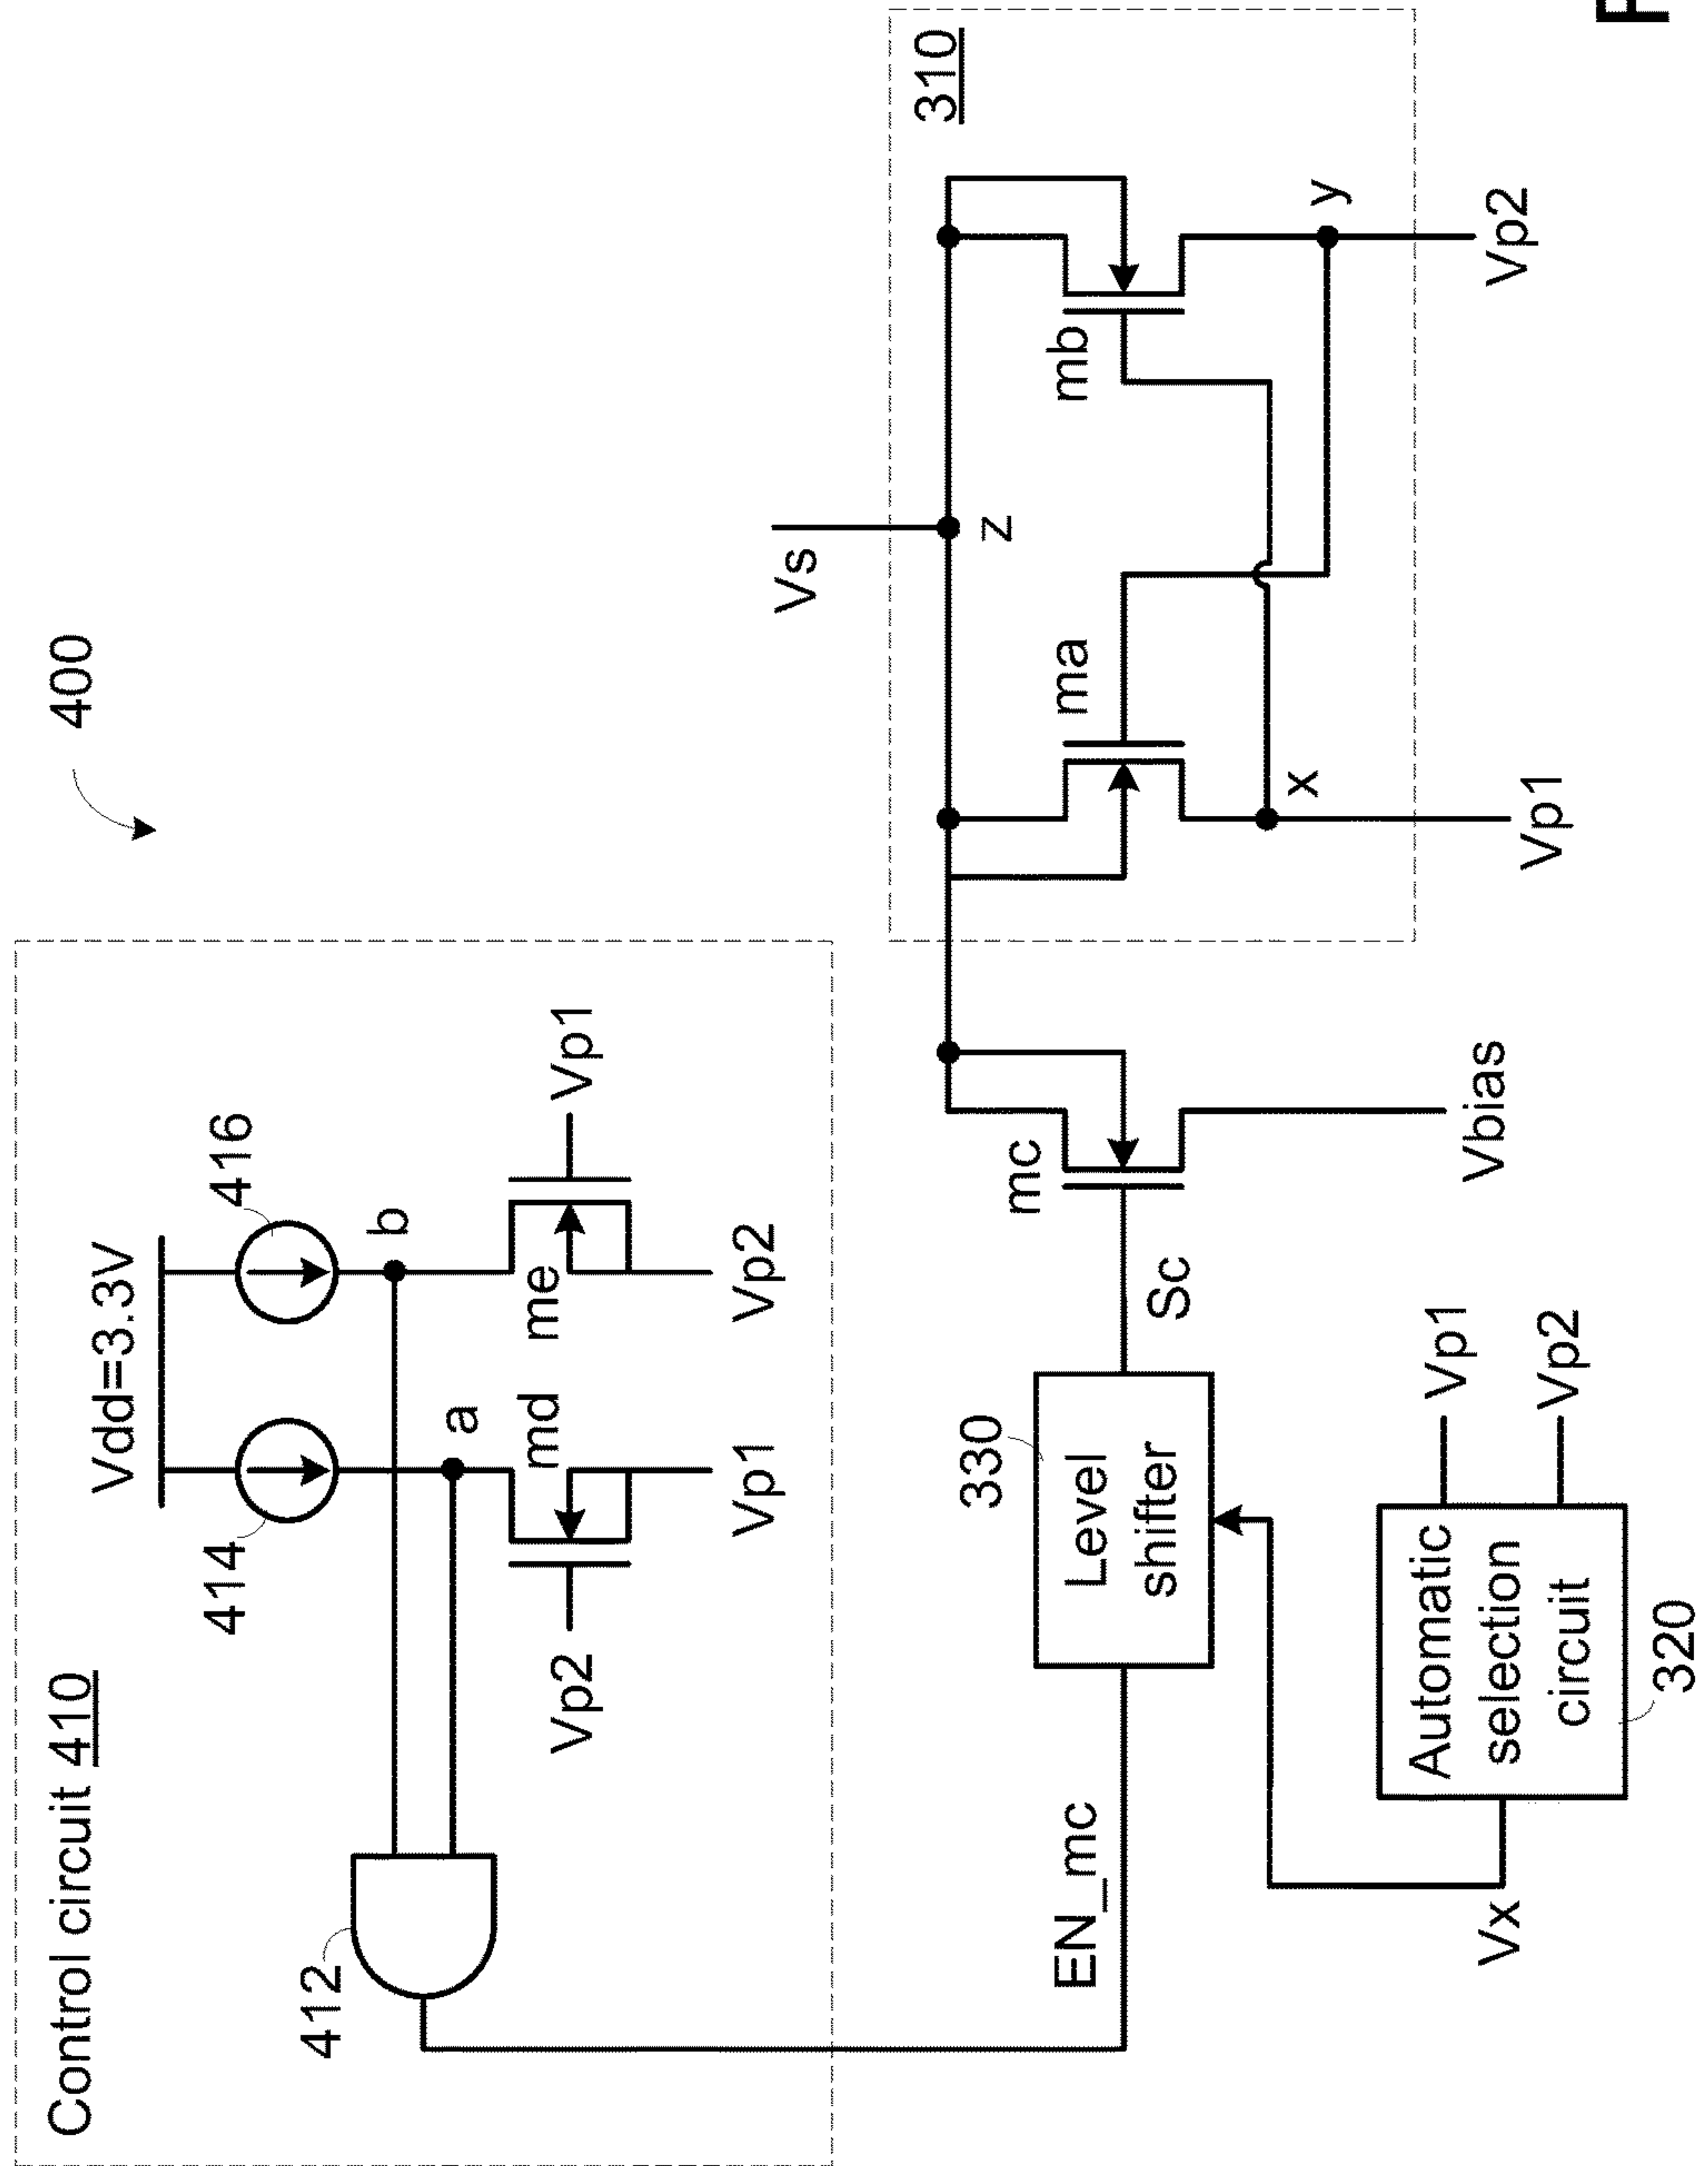 400
Control circuit 410
Vdd=3.3V
414
416
412
b
a
md
me
Vp2
Vp1
Vp1
Vp2
Vs
310
z
mc
ma
mb
x
y
EN_mc
330
Level
shifter
Sc
Vbias
Vp1
Vp2
Vx
Automatic
selection
circuit
320
Vp1
Vp2